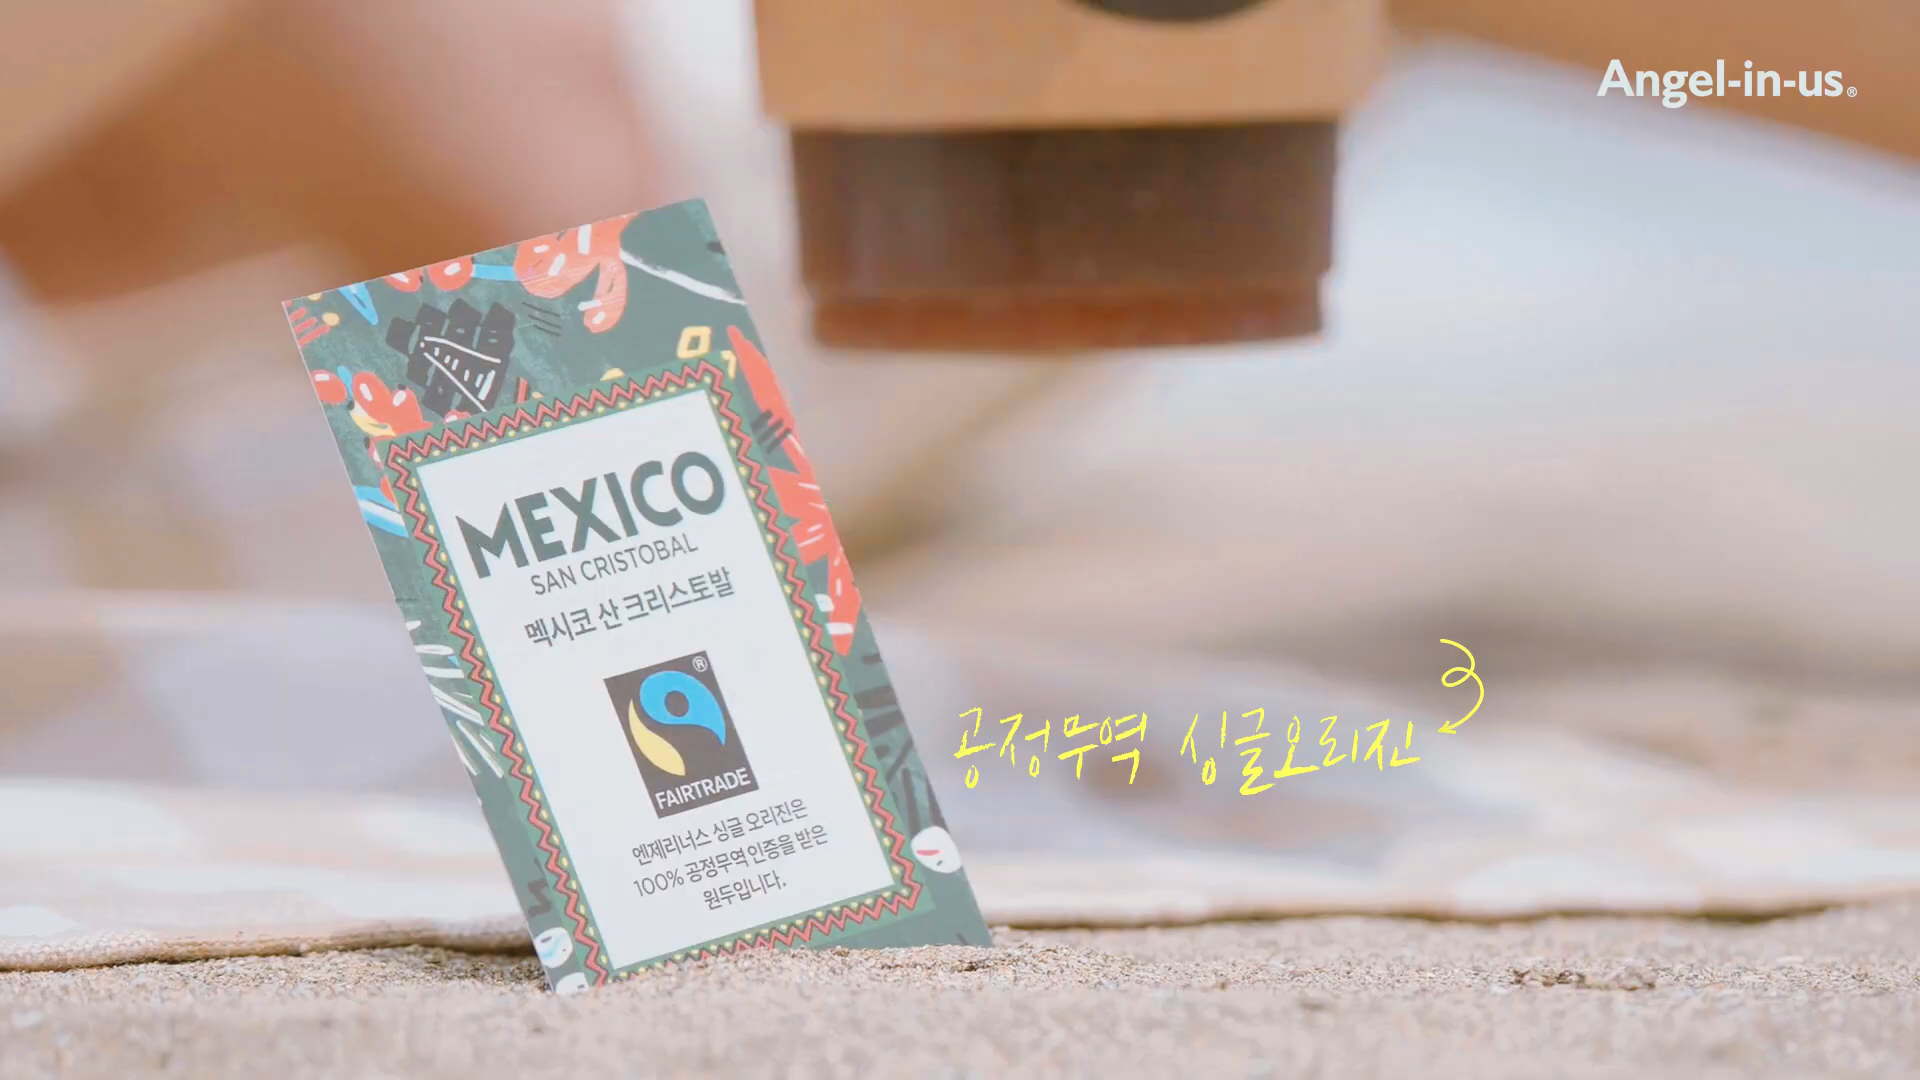 Angel-in-us®
MEXICO
SAN CRISTOBAL
멕시코 산 크리스토발
®
FAIRTRADE
엔제리너스 싱글 오리진은
100% 공정무역 인증을 받은
원두입니다.
공정무역 싱글오리진